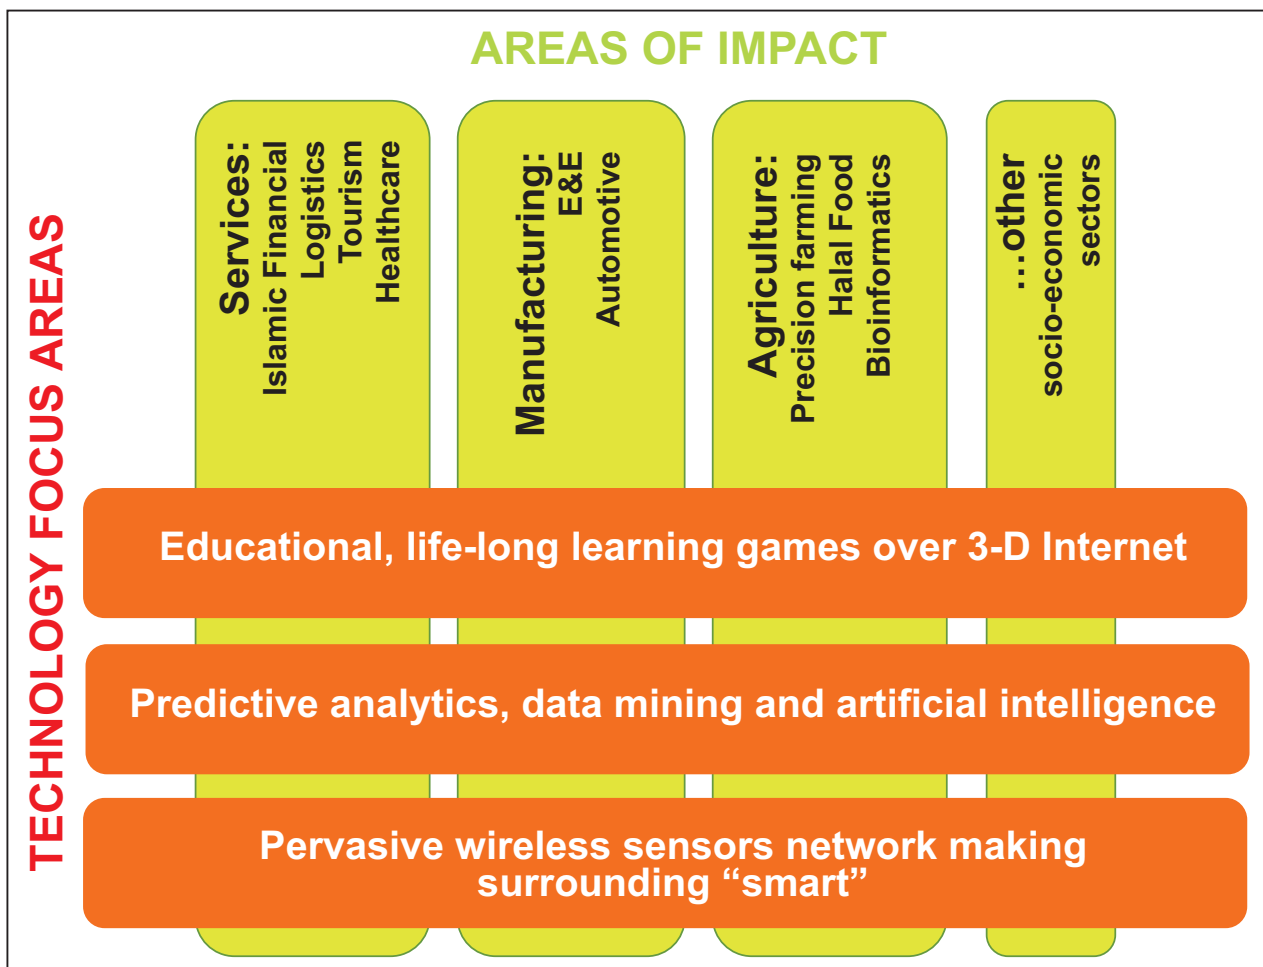 AREAS OF IMPACT
TECHNOLOGY FOCUS AREAS
Services:
Islamic Financial
Logistics
Tourism
Healthcare
Manufacturing:
E&E
Automotive
Agriculture:
Precision farming
Halal Food
Bioinformatics
…other
socio-economic
sectors
Educational, life-long learning games over 3-D Internet
Predictive analytics, data mining and artificial intelligence
Pervasive wireless sensors network making
surrounding “smart”